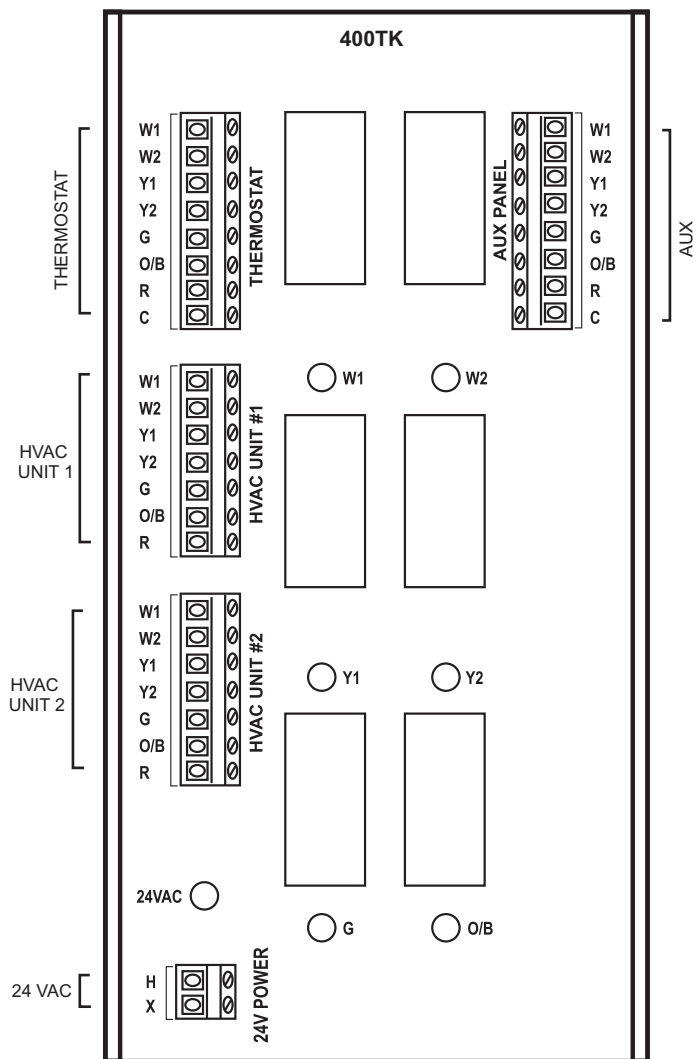 400TK
THERMOSTAT
W1
W2
Y1
Y2
G
O/B
R
C
THERMOSTAT
AUX PANEL
W1
W2
Y1
Y2
G
O/B
R
C
AUX
W1
W2
HVAC
UNIT 1
W1
W2
Y1
Y2
G
O/B
R
HVAC UNIT #1
HVAC
UNIT 2
W1
W2
Y1
Y2
G
O/B
R
HVAC UNIT #2
Y1
Y2
24VAC
G
O/B
24 VAC
H
X
24V POWER